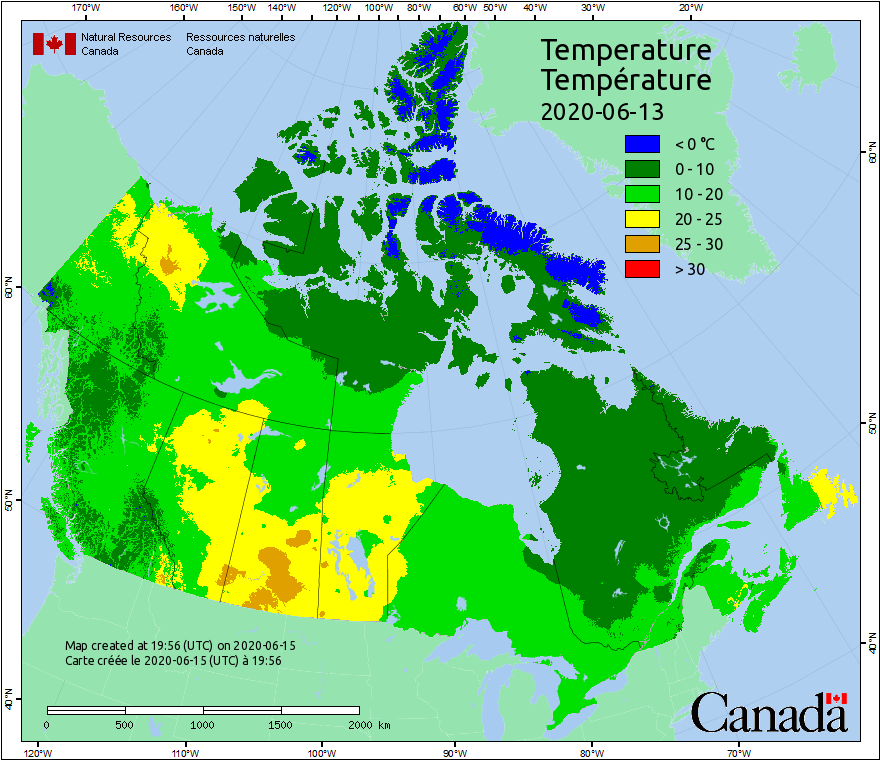 170°W 160°W 150°W 140°W 130°W 120°W 110°W 100°W 90°W 80°W 70°W 60°W 50°W 40°W 30°W 20°W
Natural Resources Canada
Ressources naturelles Canada
Temperature
Température
2020-06-13
< 0 °C
0 - 10
10 - 20
20 - 25
25 - 30
> 30
60°N
60°N
50°N
50°N
40°N
40°N
Map created at 19:56 (UTC) on 2020-06-15
Carte créée le 2020-06-15 (UTC) à 19:56
0 500 1000 1500 2000 km
Canada
120°W 110°W 100°W 90°W 80°W 70°W